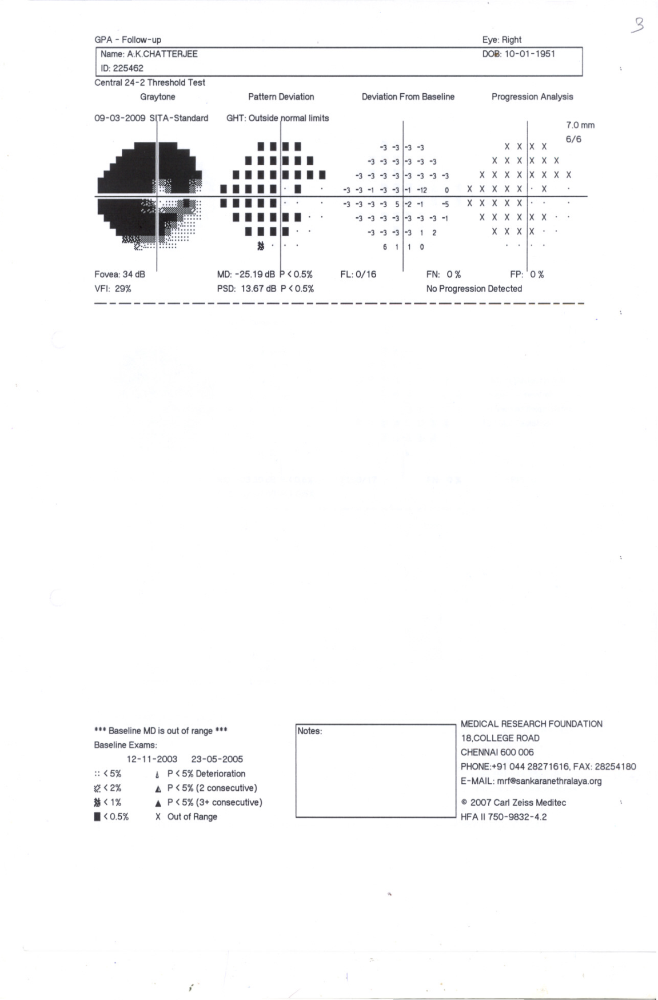 3
GPA - Follow-up Eye: Right
Name: A.K.CHATTERJEE DOB: 10-01-1951
ID: 225462
Central 24-2 Threshold Test
Graytone Pattern Deviation Deviation From Baseline Progression Analysis
09-03-2009 SITA-Standard GHT: Outside normal limits 7.0 mm
6/6
-3 -3 -3 -3 X X X X
-3 -3 -3 -3 -3 -3 X X X X X X
-3 -3 -3 -3 -3 -3 -3 -3 X X X X X X X X
-3 -3 -1 -3 -3 -1 -12 0 X X X X X · X ·
-3 -3 -3 -3 5 -2 -1 -5 X X X X X · · ·
-3 -3 -3 -3 -3 -3 -3 -1 X X X X X X · ·
-3 -3 -3 -3 1 2 X X X X · ·
6 1 1 0 · · · ·
Fovea: 34 dB MD: -25.19 dB P < 0.5% FL: 0/16 FN: 0 % FP: 0 %
VFI: 29% PSD: 13.67 dB P < 0.5% No Progression Detected
*** Baseline MD is out of range ***
Baseline Exams:
12-11-2003 23-05-2005
:: < 5% P < 5% Deterioration
< 2% P < 5% (2 consecutive)
< 1% P < 5% (3+ consecutive)
< 0.5% X Out of Range
Notes:
MEDICAL RESEARCH FOUNDATION
18,COLLEGE ROAD
CHENNAI 600 006
PHONE:+91 044 28271616, FAX: 28254180
E-MAIL: mrf@sankaranethralaya.org
© 2007 Carl Zeiss Meditec
HFA II 750-9832-4.2